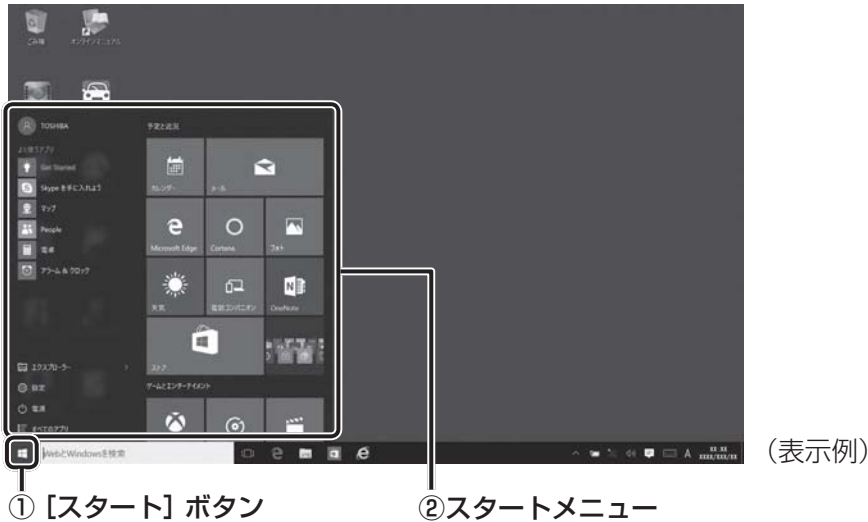 ごみ箱
オンラインマニュアル
TOSHIBA
よく使うアプリ
Get Started
Skype を手に入れよう
マップ
People
電卓
アラーム & クロック
エクスプローラー
設定
電源
すべてのアプリ
予定と近況
カレンダー
メール
Microsoft Edge
Cortana
フォト
天気
電話コンパニオン
OneNote
ストア
ゲームとエンターテイメント
WebとWindowsを検索
A
XX:XX
XXXX/XX/XX
(表示例)
① [スタート] ボタン
②スタートメニュー